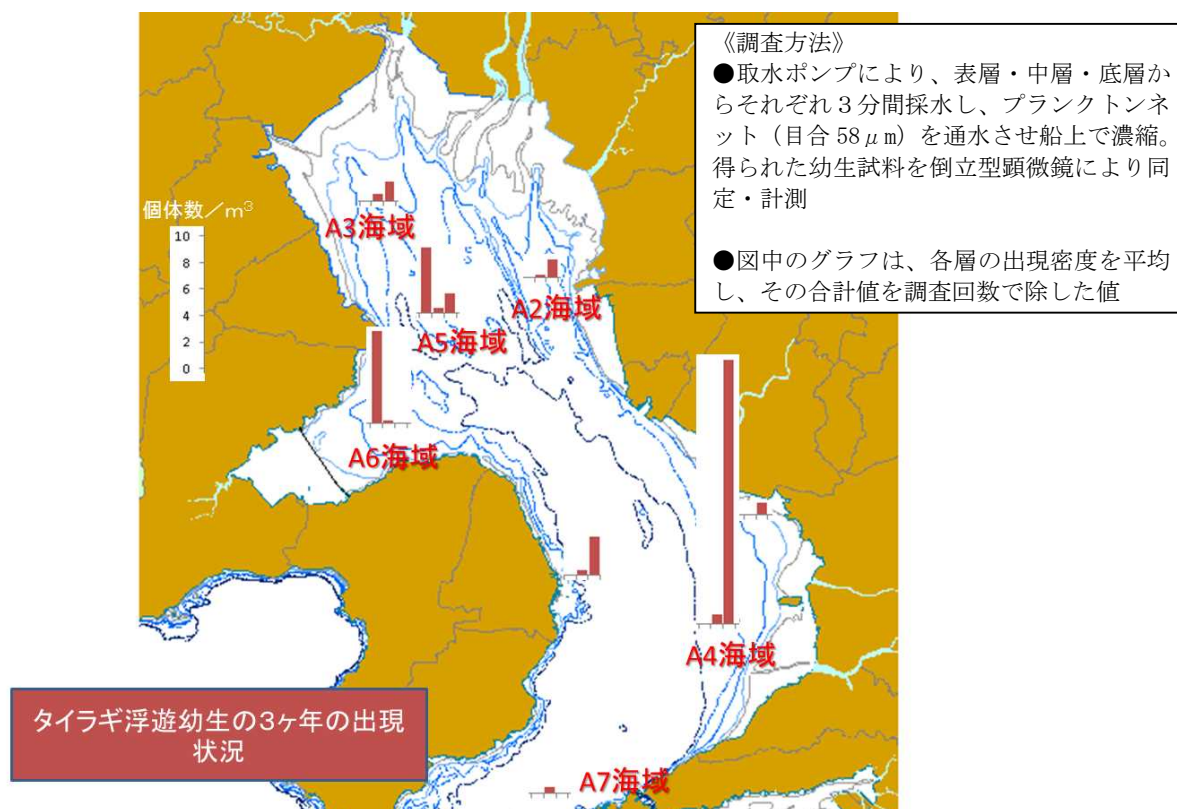 《調査方法》
●取水ポンプにより、表層・中層・底層か
らそれぞれ３分間採水し、プランクトンネ
ット（目合 58μm）を通水させ船上で濃縮。
得られた幼生試料を倒立型顕微鏡により同
定・計測
●図中のグラフは、各層の出現密度を平均
し、その合計値を調査回数で除した値
個体数／m³
10
8
6
4
2
0
A3海域
A2海域
A5海域
A6海域
A4海域
A7海域
タイラギ浮遊幼生の3ヶ年の出現
状況